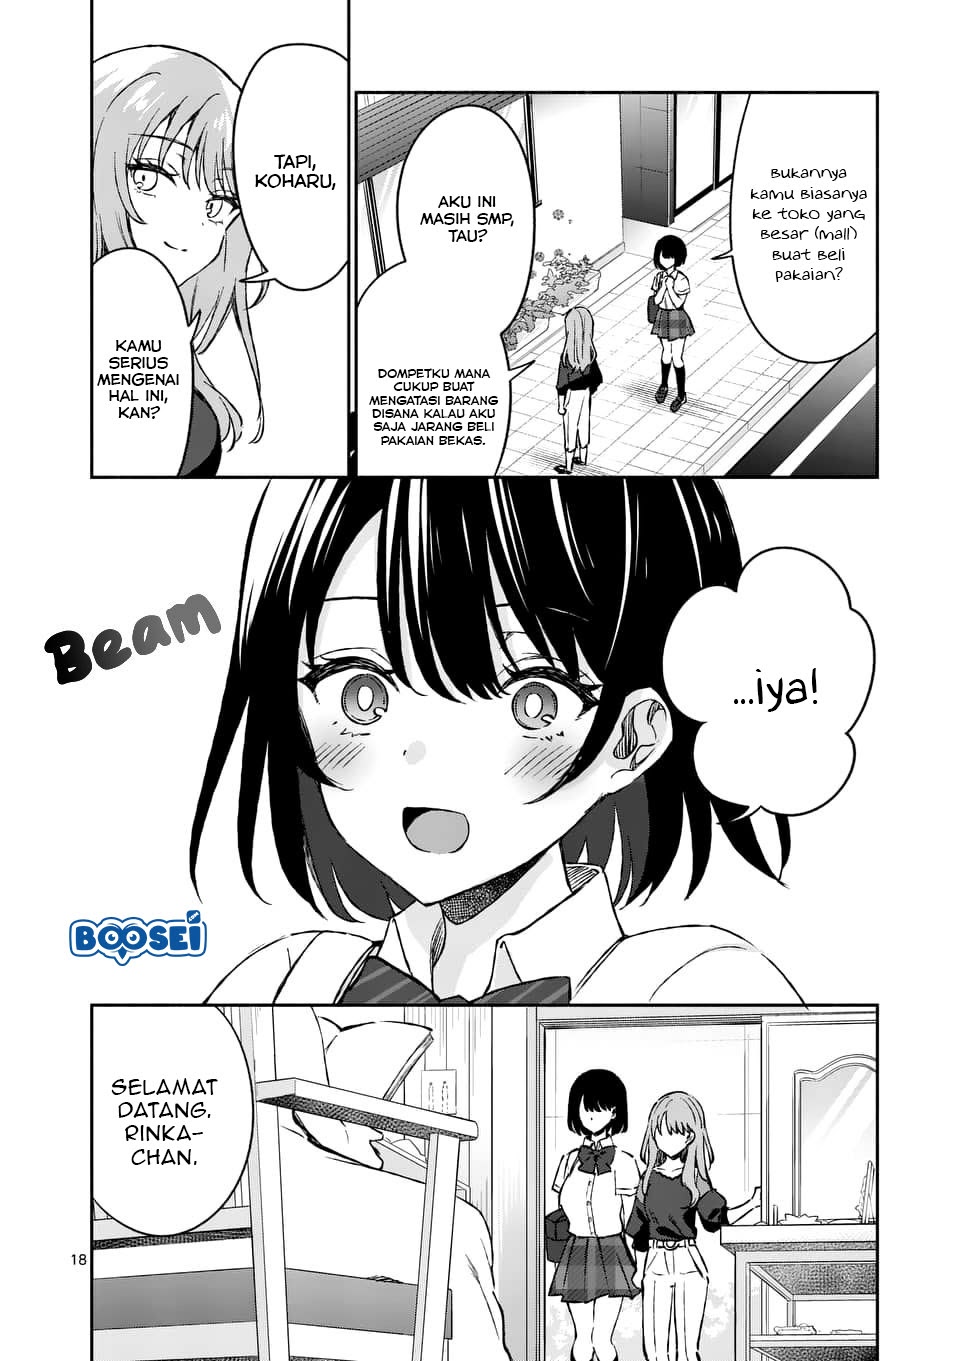 Bukannya
kamu Biasanya
ke toko yang
Besar (mall)
Buat Beli
pakaian?
AKU INI
MASIH SMP,
TAU?
DOMPETKU MANA
CUKUP BUAT
MENGATASI BARANG
DISANA KALAU AKU
SAJA JARANG BELI
PAKAIAN BEKAS.
TAPI,
KOHARU,
KAMU
SERIUS
MENGENAI
HAL INI,
KAN?
Beam
...iya!
BOOSEI
SELAMAT
DATANG,
RINKA-
CHAN.
18